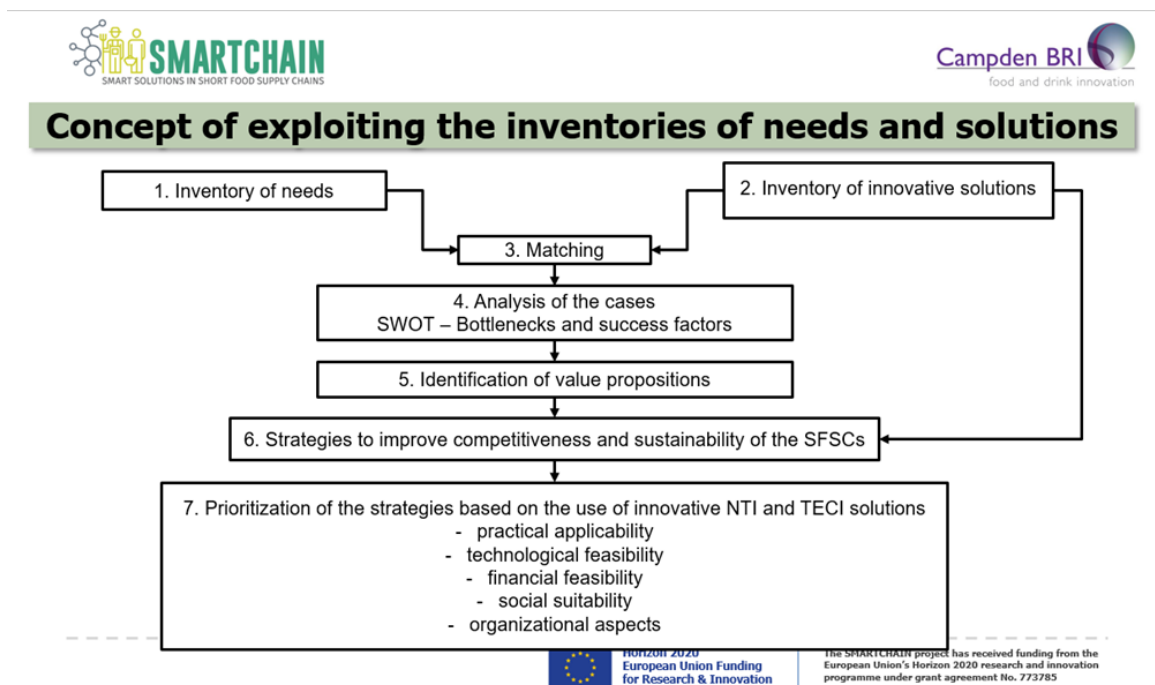 SMARTCHAIN
SMART SOLUTIONS IN SHORT FOOD SUPPLY CHAINS
Campden BRI
food and drink innovation
Concept of exploiting the inventories of needs and solutions
1. Inventory of needs
2. Inventory of innovative solutions
3. Matching
4. Analysis of the cases
SWOT – Bottlenecks and success factors
5. Identification of value propositions
6. Strategies to improve competitiveness and sustainability of the SFSCs
7. Prioritization of the strategies based on the use of innovative NTI and TECI solutions
- practical applicability
- technological feasibility
- financial feasibility
- social suitability
- organizational aspects
Horizon 2020
European Union Funding
for Research & Innovation
The SMARTCHAIN project has received funding from the
European Union's Horizon 2020 research and innovation
programme under grant agreement No. 773785